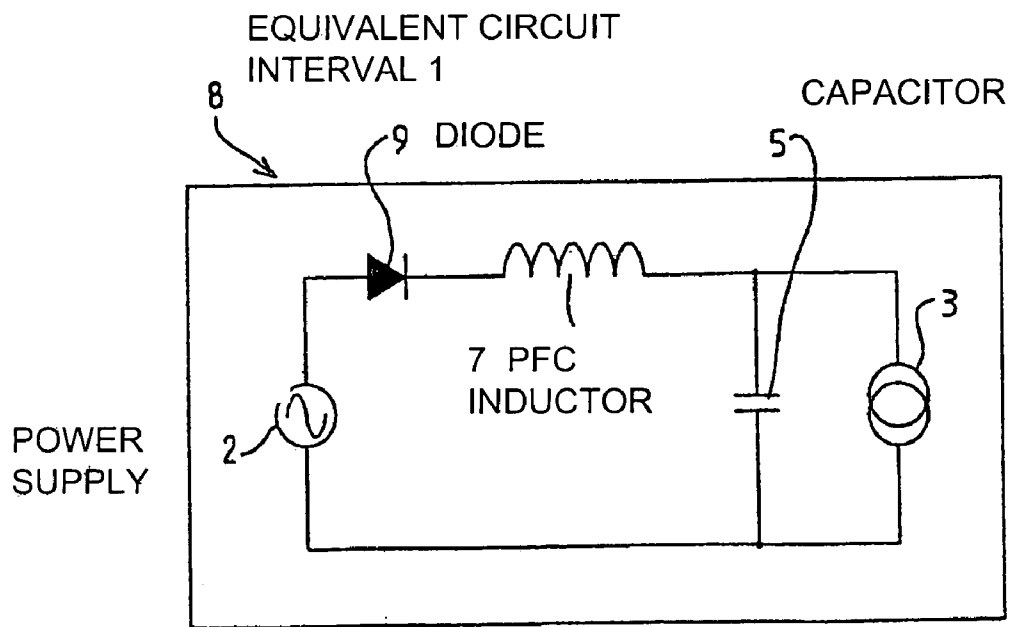 EQUIVALENT CIRCUIT
INTERVAL 1
8
9 DIODE
CAPACITOR
5
3
7 PFC
INDUCTOR
2
POWER
SUPPLY